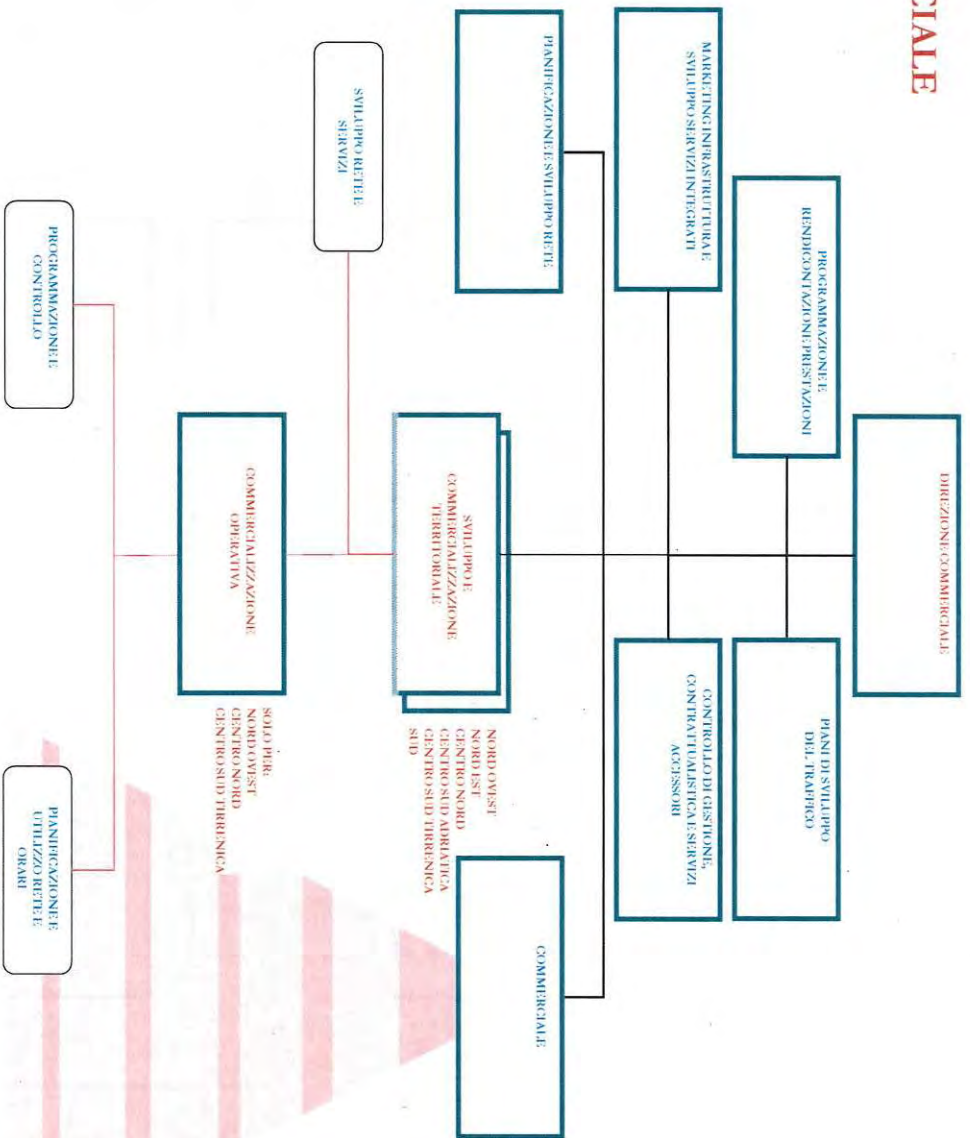 CIALE
DIREZIONE COMMERCIALE
PROGRAMMAZIONE E
RENDICONTAZIONE PRESTAZIONI
PIANI DI SVILUPPO
DEL TRAFFICO
MARKETING INFRASTRUTTURA E
SVILUPPO SERVIZI INTEGRATI
CONTROLLO DI GESTIONE,
CONTRATTUALISTICA E SERVIZI
ACCESSORI
PIANIFICAZIONE E SVILUPPO RETE
COMMERCIALE
SVILUPPO E
COMMERCIALIZZAZIONE
TERRITORIALE
NORD OVEST
NORD EST
CENTRO NORD
CENTRO SUD ADRIATICA
CENTRO SUD TIRRENICA
SUD
SVILUPPO RETE E
SERVIZI
COMMERCIALIZZAZIONE
OPERATIVA
SOLO PER:
NORD OVEST
CENTRO NORD
CENTRO SUD TIRRENICA
PROGRAMMAZIONE E
CONTROLLO
PIANIFICAZIONE E
UTILIZZO RETE E
ORARI